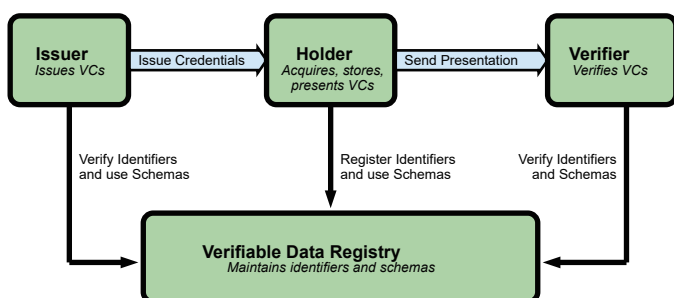 Issuer
Issues VCs
Issue Credentials
Holder
Acquires, stores,
presents VCs
Send Presentation
Verifier
Verifies VCs
Verify Identifiers
and use Schemas
Register Identifiers
and use Schemas
Verify Identifiers
and Schemas
Verifiable Data Registry
Maintains identifiers and schemas